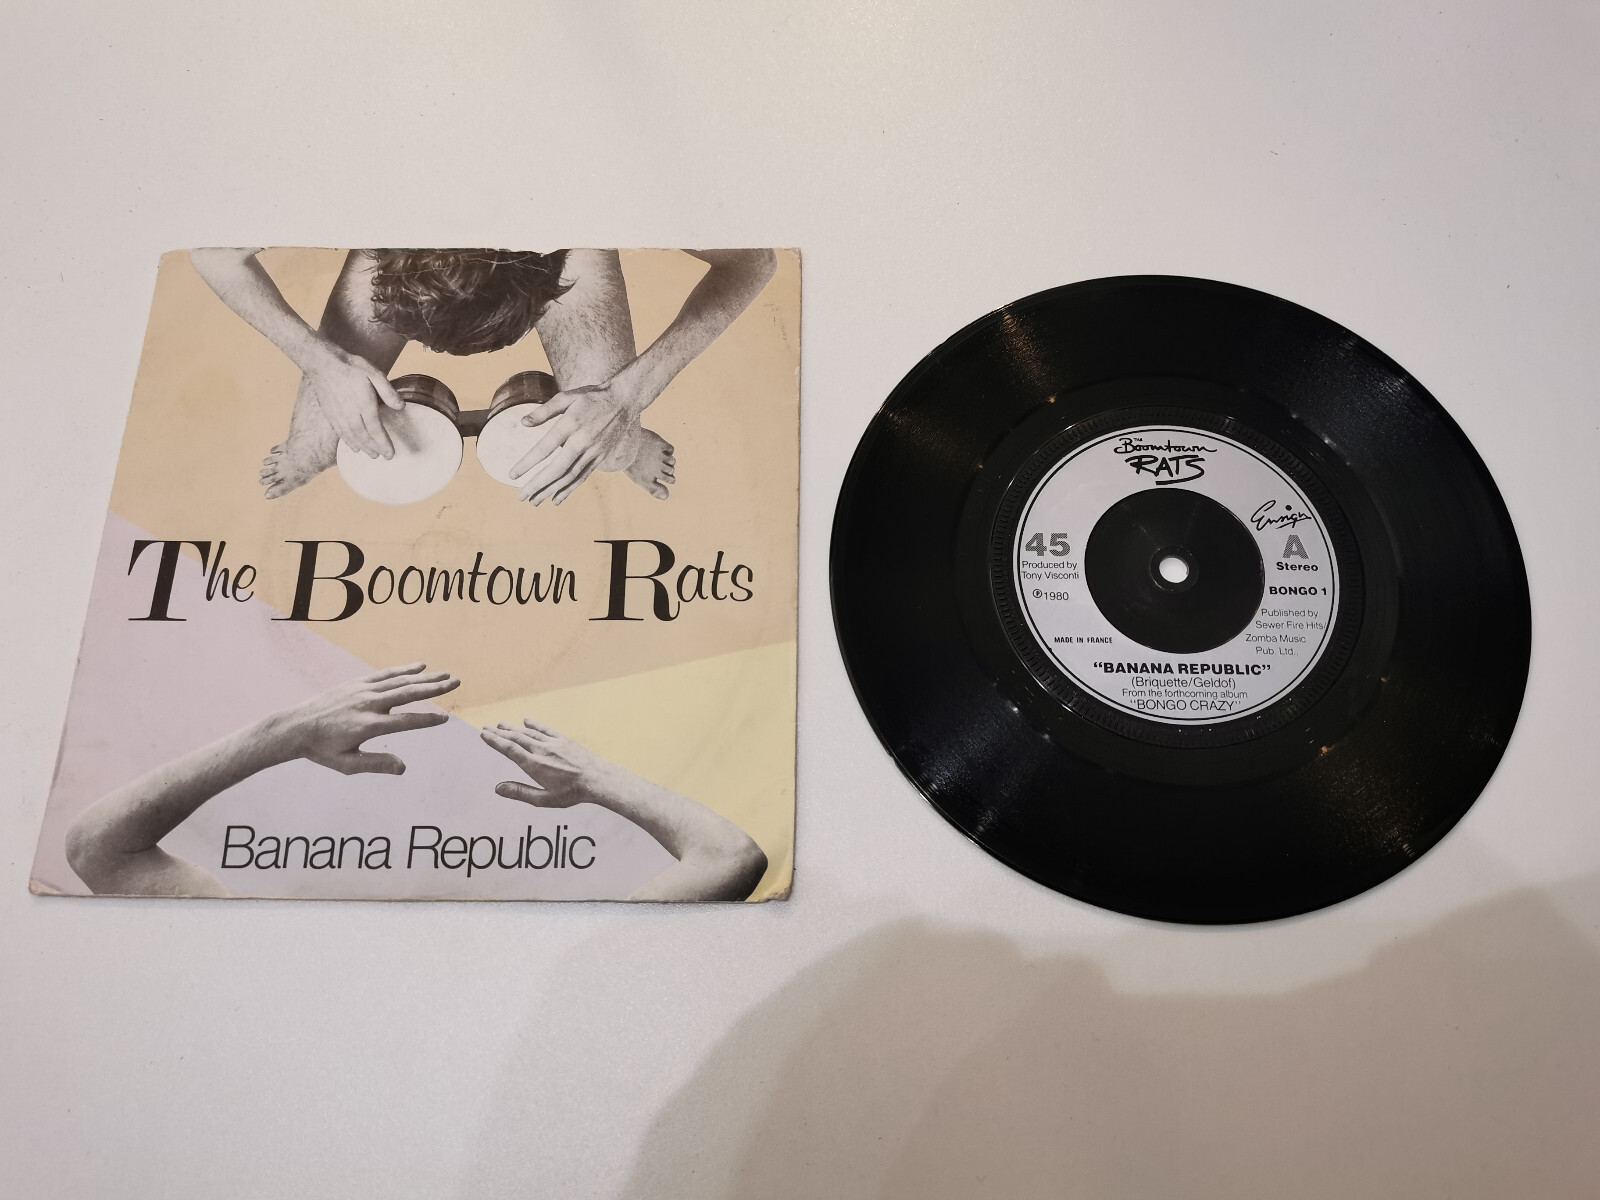 The Boomtown Rats
Banana Republic
THE
Boomtown
RATS
Ensign
45
A
Stereo
Produced by
Tony Visconti
℗1980
BONGO 1
Published by
Sewer Fire Hits/
Zomba Music
Pub. Ltd..
MADE IN FRANCE
"BANANA REPUBLIC"
(Briquette/Geldof)
From the forthcoming album
"BONGO CRAZY"